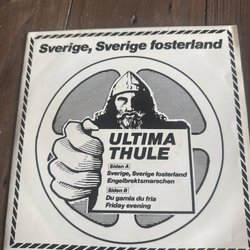 Sverige, Sverige fosterland
ULTIMA
THULE
Sidan A
Sverige, Sverige fosterland
Engelbrektsmarschen
Sidan B
Du gamla du fria
Friday evening